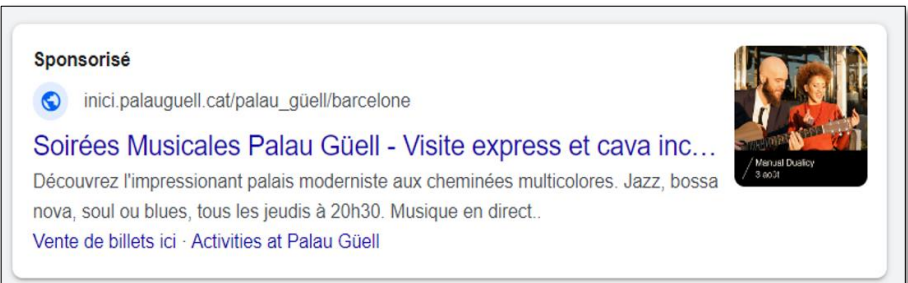 Sponsorisé
inici.palauguell.cat/palau_güell/barcelone
Soirées Musicales Palau Güell - Visite express et cava inc...
Découvrez l'impressionant palais moderniste aux cheminées multicolores. Jazz, bossa
nova, soul ou blues, tous les jeudis à 20h30. Musique en direct..
Vente de billets ici · Activities at Palau Güell
Manual Dualicy
3 août